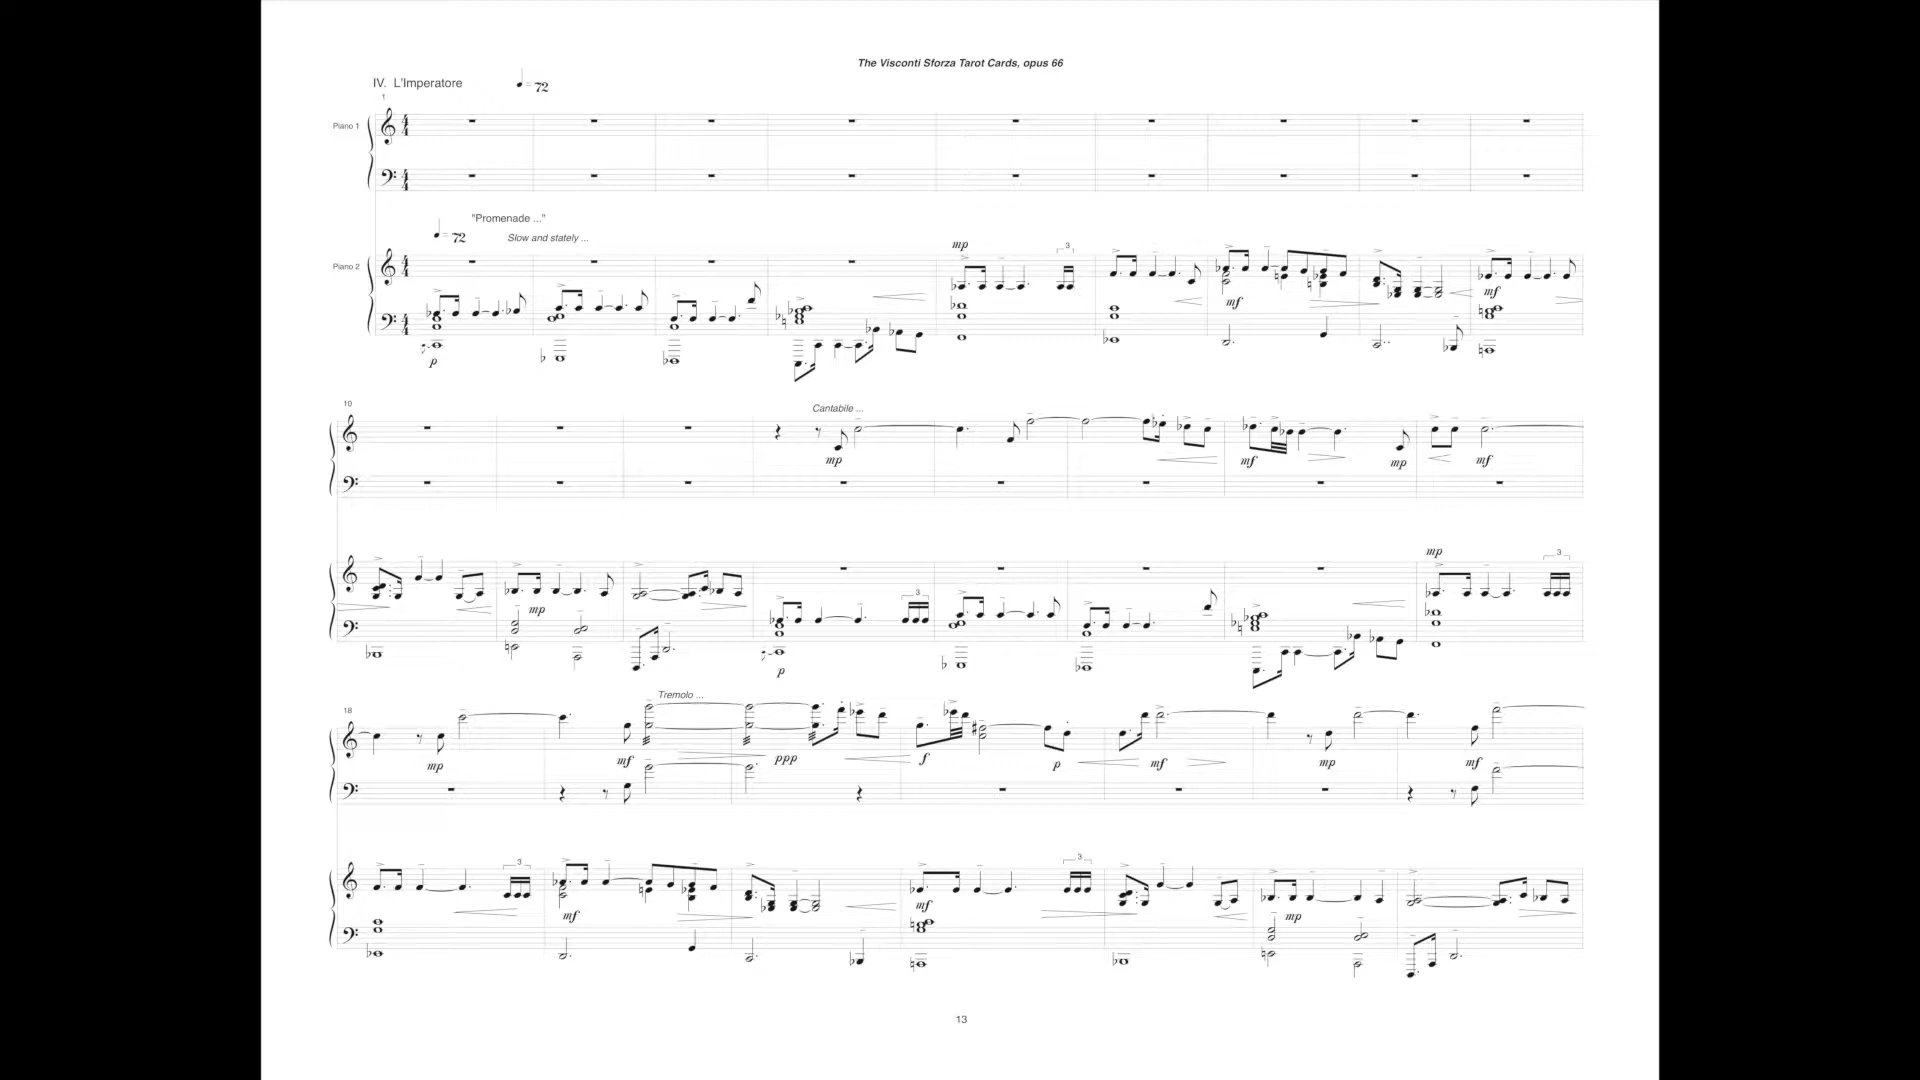 The Visconti Sforza Tarot Cards, opus 66
IV. L'Imperatore
= 72
1
Piano 1
"Promenade ..."
= 72
Slow and stately ...
Piano 2
mp
3
mf
mf
p
10
Cantabile ...
mp
mf
mp
mf
mp
3
mp
3
p
18
Tremolo ...
mp
mf
ppp
f
p
mf
mp
mf
3
3
mf
mf
mp
13